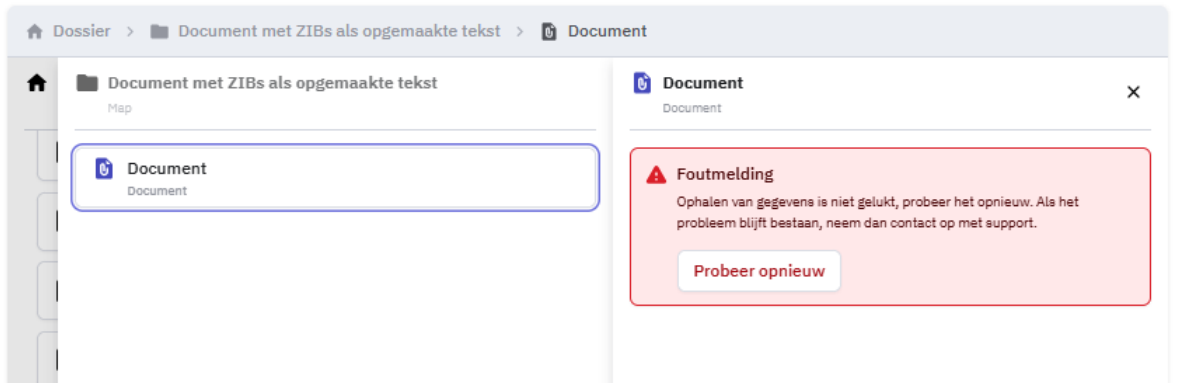 Dossier > Document met ZIBs als opgemaakte tekst > Document
Document met ZIBs als opgemaakte tekst
Map
Document
Document
Document
Document
Foutmelding
Ophalen van gegevens is niet gelukt, probeer het opnieuw. Als het
probleem blijft bestaan, neem dan contact op met support.
Probeer opnieuw